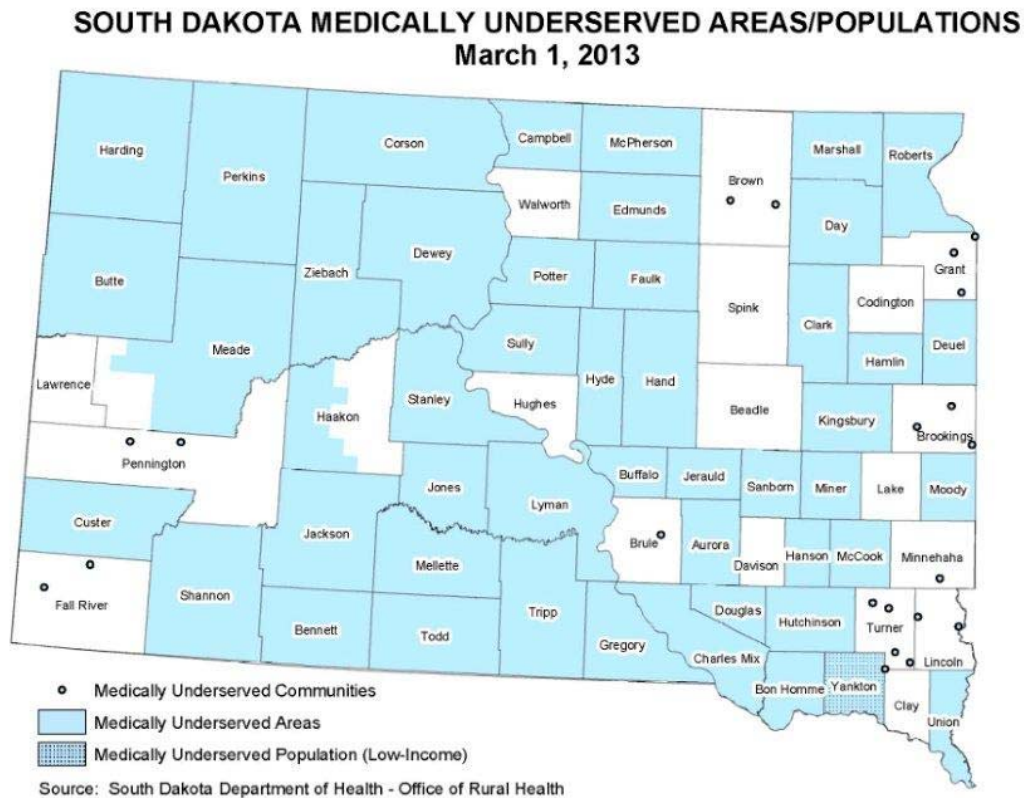 SOUTH DAKOTA MEDICALLY UNDERSERVED AREAS/POPULATIONS
March 1, 2013
Harding
Perkins
Corson
Campbell
McPherson
Brown
Marshall
Roberts
Walworth
Edmunds
Day
Butte
Ziebach
Dewey
Potter
Faulk
Grant
Spink
Codington
Clark
Meade
Sully
Deuel
Hamlin
Lawrence
Haakon
Stanley
Hughes
Hyde
Hand
Beadle
Kingsbury
Brookings
Pennington
Jones
Lyman
Buffalo
Jerauld
Sanborn
Miner
Lake
Moody
Custer
Jackson
Brule
Aurora
Davison
Hanson
McCook
Minnehaha
Mellette
Fall River
Shannon
Bennett
Todd
Tripp
Gregory
Douglas
Hutchinson
Turner
Lincoln
Charles Mix
Bon Homme
Yankton
Clay
Union
Medically Underserved Communities
Medically Underserved Areas
Medically Underserved Population (Low-Income)
Source: South Dakota Department of Health - Office of Rural Health